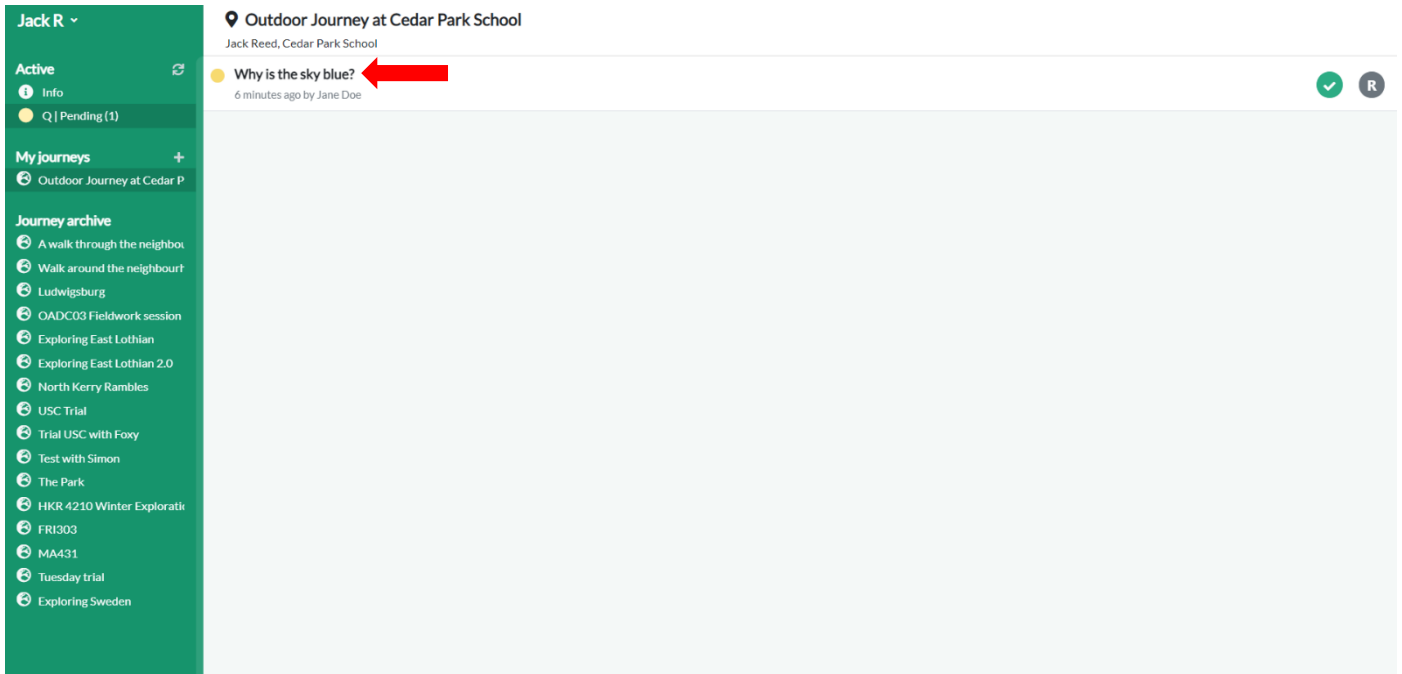 Jack R
Active
Info
Q | Pending (1)
My journeys
Outdoor Journey at Cedar P
Journey archive
A walk through the neighbou
Walk around the neighbourh
Ludwigsburg
OADC03 Fieldwork session
Exploring East Lothian
Exploring East Lothian 2.0
North Kerry Rambles
USC Trial
Trial USC with Foxy
Test with Simon
The Park
HKR 4210 Winter Exploratio
FRI303
MA431
Tuesday trial
Exploring Sweden
Outdoor Journey at Cedar Park School
Jack Reed, Cedar Park School
Why is the sky blue?
6 minutes ago by Jane Doe
R